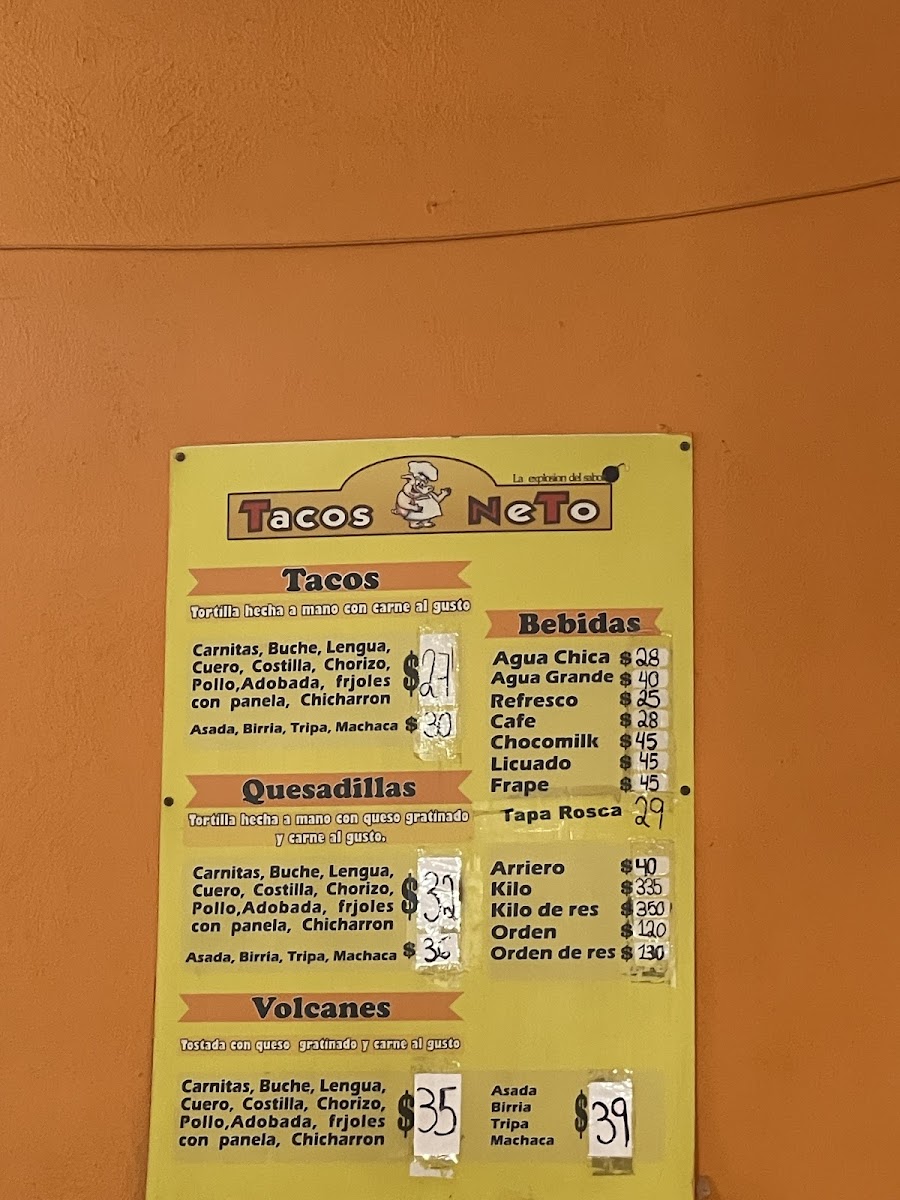 La explosion del sabor
Tacos NeTo
Tacos
Tortilla hecha a mano con carne al gusto
Carnitas, Buche, Lengua,
Cuero, Costilla, Chorizo,
Pollo,Adobada, frjoles
con panela, Chicharron
$27
Asada, Birria, Tripa, Machaca $ 30
Quesadillas
Tortilla hecha a mano con queso gratinado
y carne al gusto.
Carnitas, Buche, Lengua,
Cuero, Costilla, Chorizo,
Pollo,Adobada, frjoles
con panela, Chicharron
$32
Asada, Birria, Tripa, Machaca $
Volcanes
Tostada con queso gratinado y carne al gusto
Carnitas, Buche, Lengua,
Cuero, Costilla, Chorizo,
Pollo,Adobada, frjoles
con panela, Chicharron
$35
Asada
Birria
Tripa
Machaca
$39
Bebidas
Agua Chica $28
Agua Grande $40
Refresco $25
Cafe $28
Chocomilk $45
Licuado $45
Frape $45
Tapa Rosca 29
Arriero $40
Kilo $335
Kilo de res $350
Orden $120
Orden de res $130